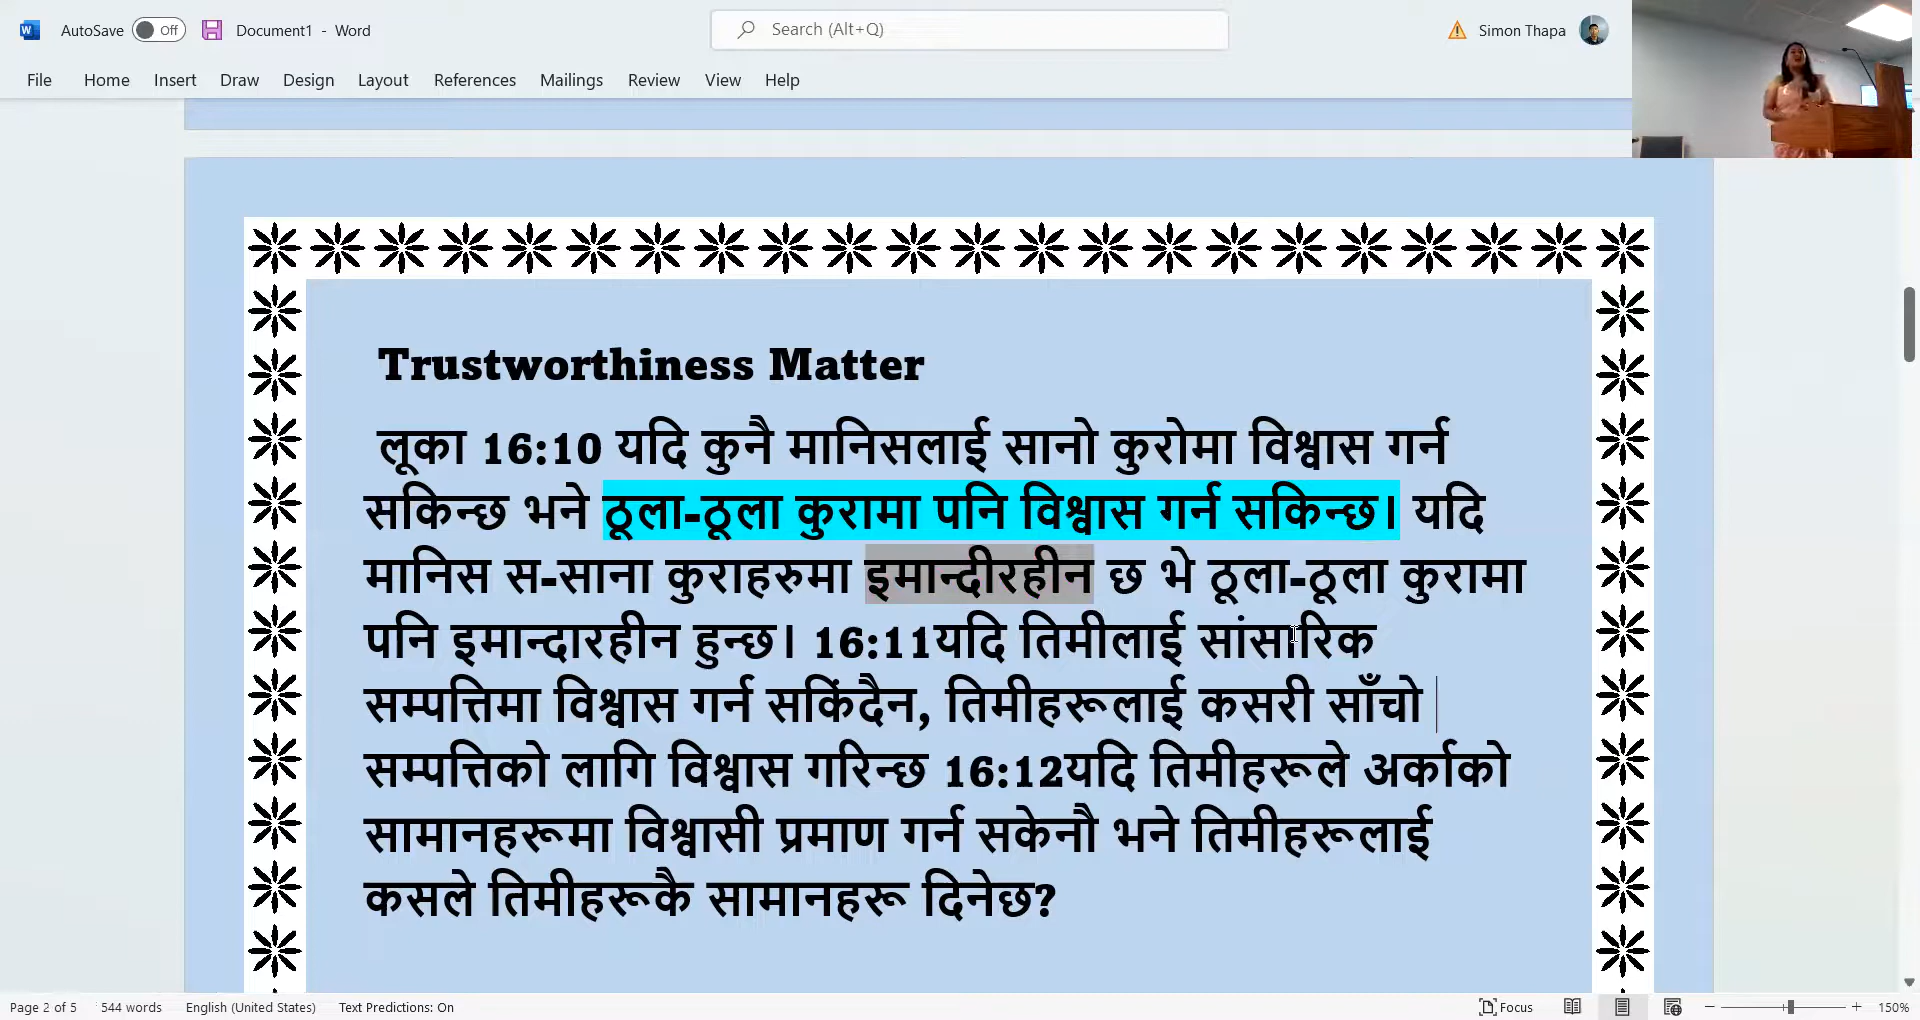 AutoSave Off Document1 - Word Search (Alt+Q) Simon Thapa
File Home Insert Draw Design Layout References Mailings Review View Help
Trustworthiness Matter
लूका 16:10 यदि कुनै मानिसलाई सानो कुरोमा विश्वास गर्न
सकिन्छ भने ठूला-ठूला कुरामा पनि विश्वास गर्न सकिन्छ। यदि
मानिस स-साना कुराहरुमा इमान्दीरहीन छ भे ठूला-ठूला कुरामा
पनि इमान्दारहीन हुन्छ। 16:11यदि तिमीलाई सांसारिक
सम्पत्तिमा विश्वास गर्न सकिंदैन, तिमीहरूलाई कसरी साँचो
सम्पत्तिको लागि विश्वास गरिन्छ 16:12यदि तिमीहरूले अर्काको
सामानहरूमा विश्वासी प्रमाण गर्न सकेनौ भने तिमीहरूलाई
कसले तिमीहरूकै सामानहरू दिनेछ?
Page 2 of 5 544 words English (United States) Text Predictions: On Focus 150%